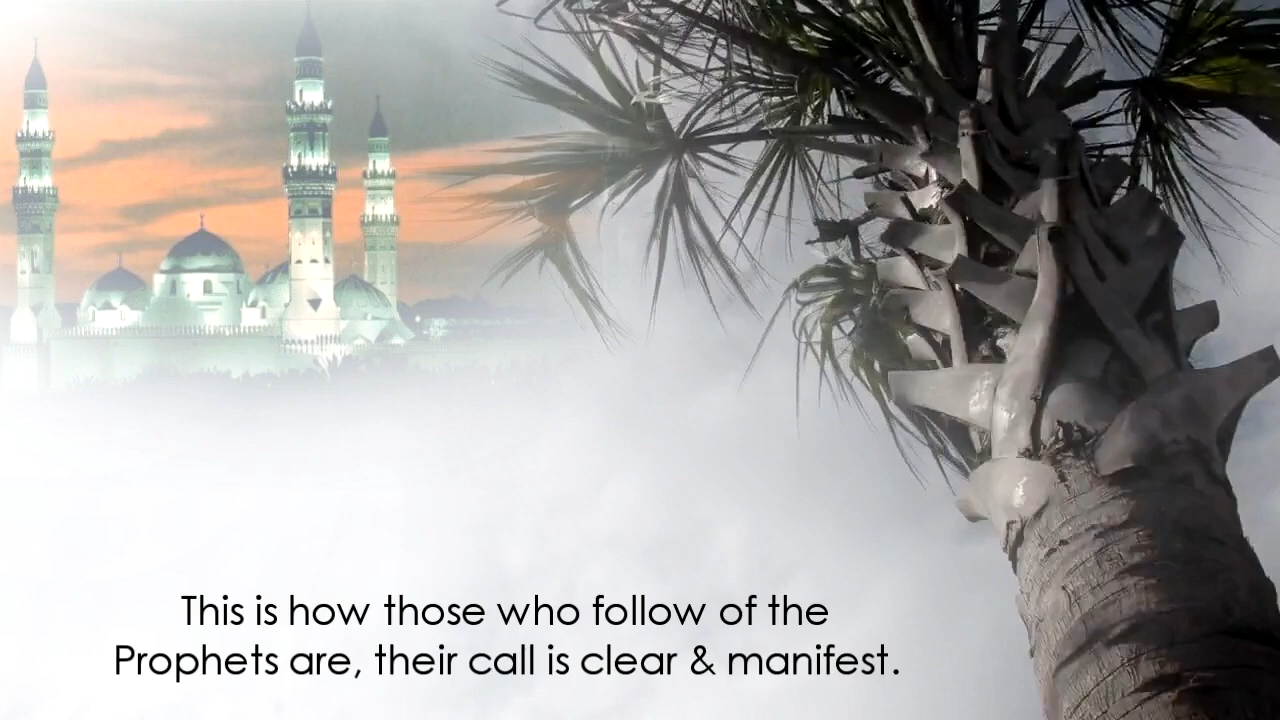 This is how those who follow of the
Prophets are, their call is clear & manifest.